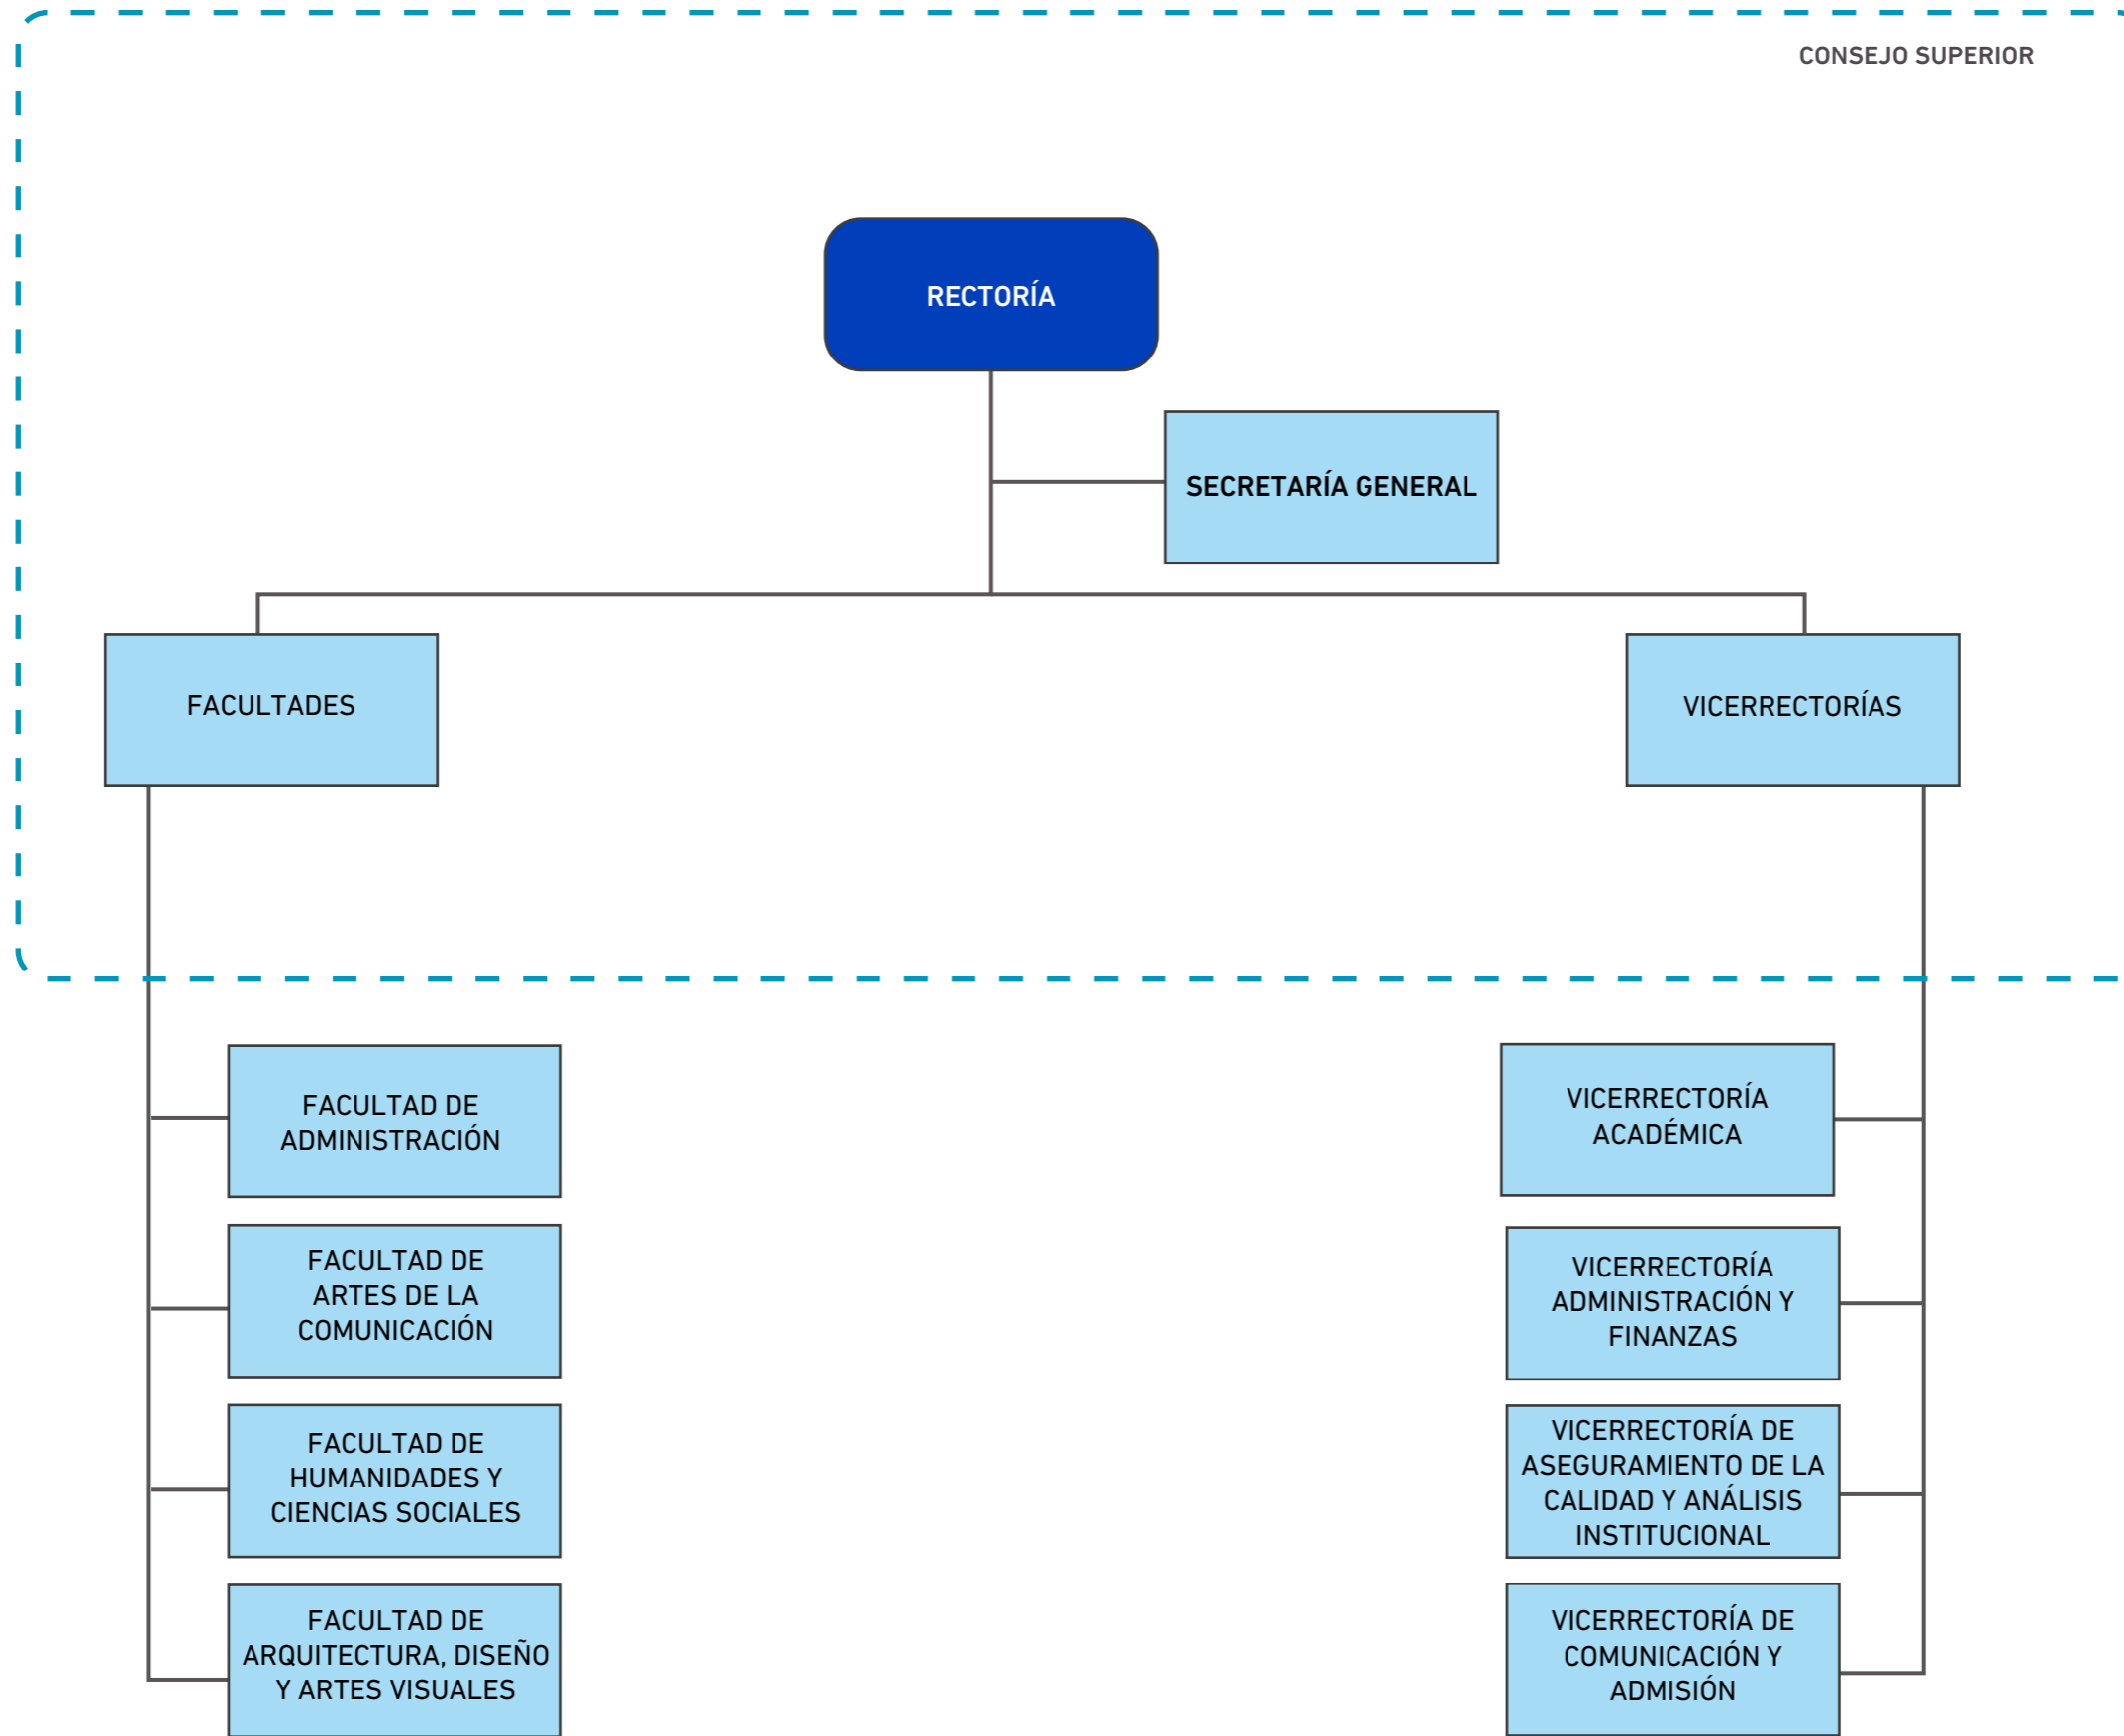 CONSEJO SUPERIOR
RECTORÍA
SECRETARÍA GENERAL
FACULTADES
VICERRECTORÍAS
FACULTAD DE
ADMINISTRACIÓN
FACULTAD DE
ARTES DE LA
COMUNICACIÓN
FACULTAD DE
HUMANIDADES Y
CIENCIAS SOCIALES
FACULTAD DE
ARQUITECTURA, DISEÑO
Y ARTES VISUALES
VICERRECTORÍA
ACADÉMICA
VICERRECTORÍA
ADMINISTRACIÓN Y
FINANZAS
VICERRECTORÍA DE
ASEGURAMIENTO DE LA
CALIDAD Y ANÁLISIS
INSTITUCIONAL
VICERRECTORÍA DE
COMUNICACIÓN Y
ADMISIÓN